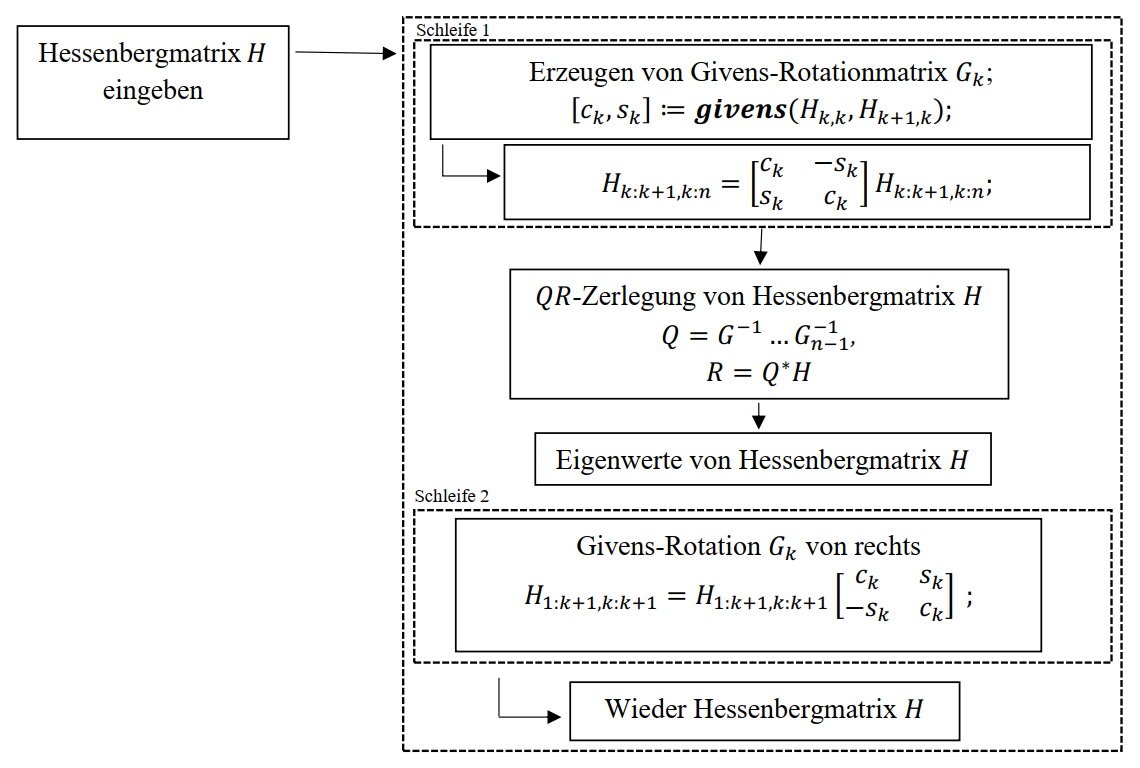 Hessenbergmatrix H
eingeben
Schleife 1
Erzeugen von Givens-Rotationmatrix G_k;
[c_k, s_k] ≔ givens(H_{k,k}, H_{k+1,k});
H_{k:k+1,k:n} = [c_k −s_k; s_k c_k] H_{k:k+1,k:n};
QR-Zerlegung von Hessenbergmatrix H
Q = G^{−1} … G_{n−1}^{−1},
R = Q^*H
Eigenwerte von Hessenbergmatrix H
Schleife 2
Givens-Rotation G_k von rechts
H_{1:k+1,k:k+1} = H_{1:k+1,k:k+1} [c_k s_k; −s_k c_k] ;
Wieder Hessenbergmatrix H